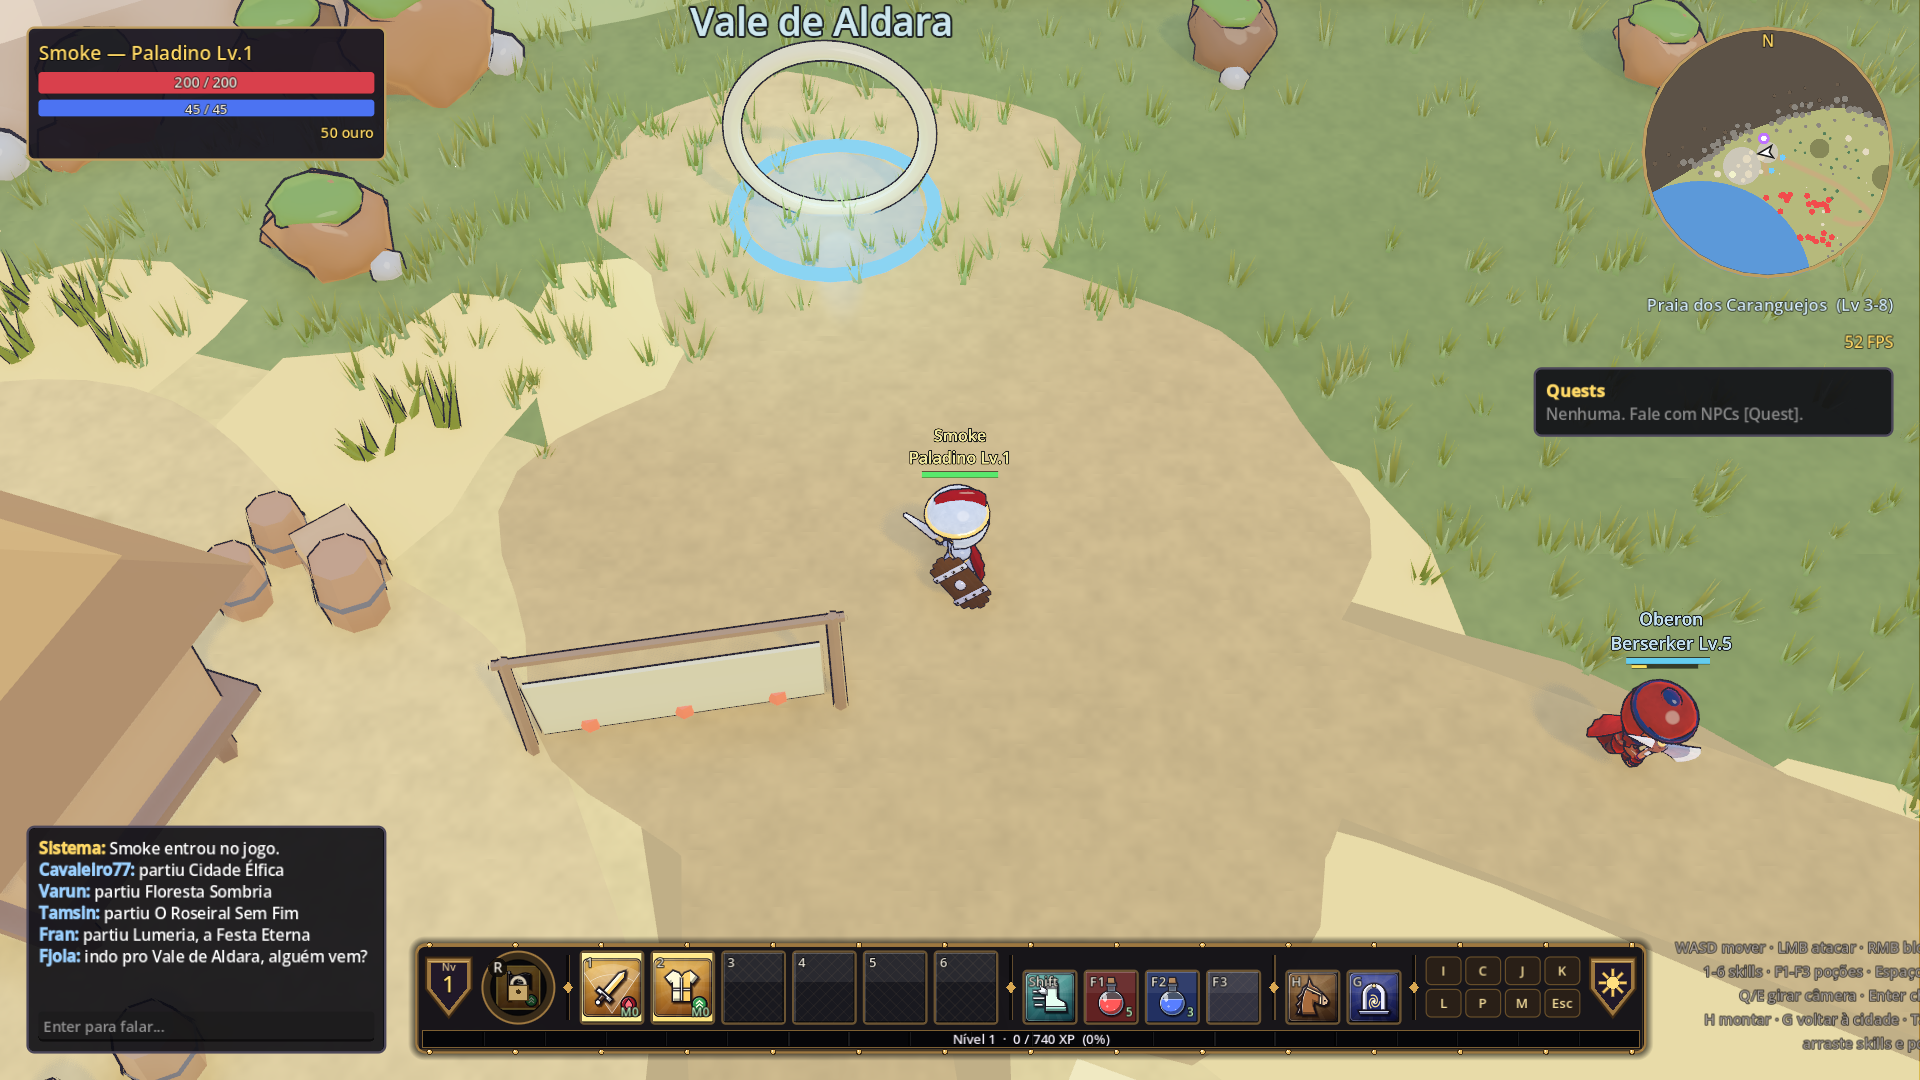 Vale de Aldara
Smoke — Paladino Lv.1
200 / 200
45 / 45
50 ouro
N
Praia dos Caranguejos (Lv 3-8)
52 FPS
Quests
Nenhuma. Fale com NPCs [Quest].
Smoke
Paladino Lv.1
Oberon
Berserker Lv.5
Sistema: Smoke entrou no jogo.
Cavaleiro77: partiu Cidade Élfica
Varun: partiu Floresta Sombria
Tamsin: partiu O Roseiral Sem Fim
Fran: partiu Lumeria, a Festa Eterna
Fjola: indo pro Vale de Aldara, alguém vem?
Enter para falar...
WASD mover · LMB atacar · RMB
1-6 skills · F1-F3 poções ·
Q/E girar câmera · Enter
H montar · G voltar à cidade ·
arraste skills e
Nv
1
R
1
M0
2
M0
3
4
5
6
Shift
F1
5
F2
3
F3
H
G
I
C
J
K
L
P
M
Esc
Nível 1 · 0 / 740 XP (0%)